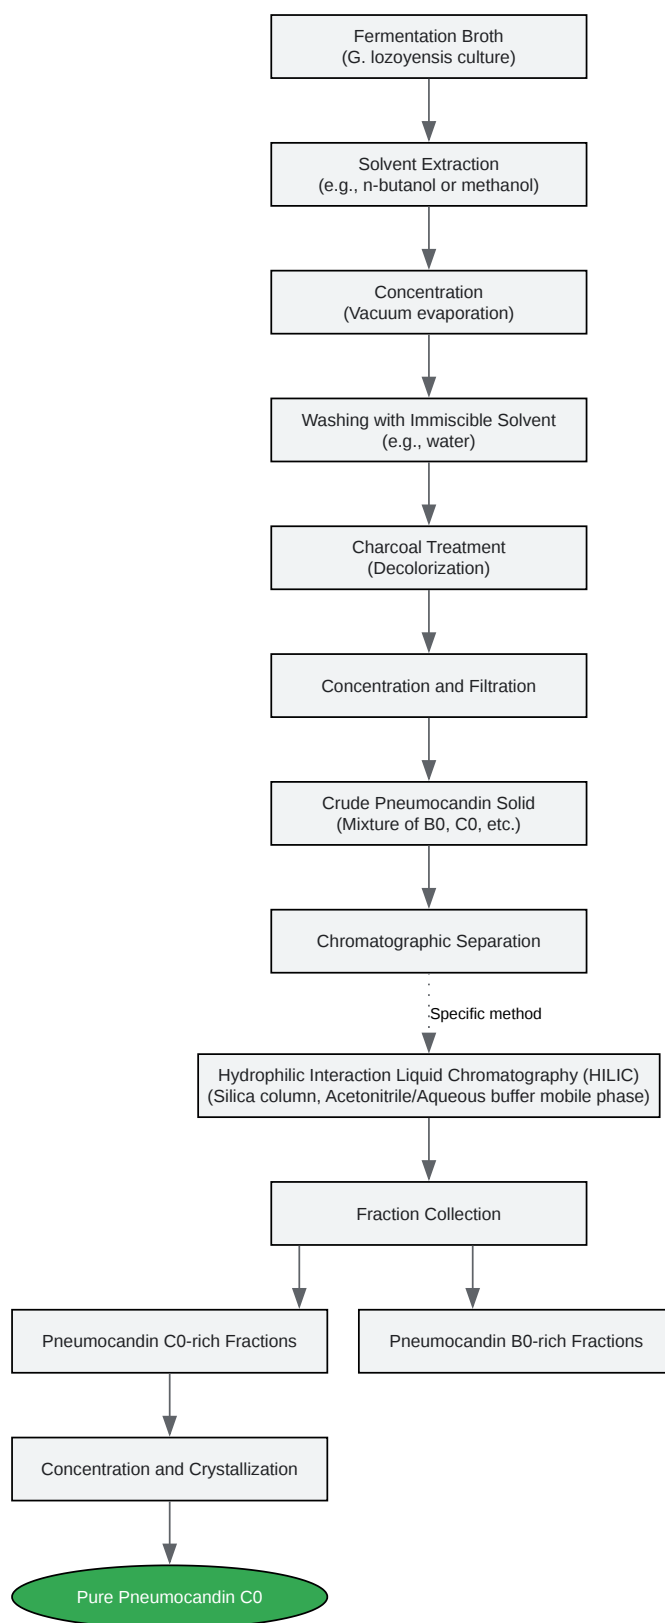 Fermentation Broth
(G. lozoyensis culture)
Solvent Extraction
(e.g., n-butanol or methanol)
Concentration
(Vacuum evaporation)
Washing with Immiscible Solvent
(e.g., water)
Charcoal Treatment
(Decolorization)
Concentration and Filtration
Crude Pneumocandin Solid
(Mixture of B0, C0, etc.)
Chromatographic Separation
Specific method
Hydrophilic Interaction Liquid Chromatography (HILIC)
(Silica column, Acetonitrile/Aqueous buffer mobile phase)
Fraction Collection
Pneumocandin C0-rich Fractions
Pneumocandin B0-rich Fractions
Concentration and Crystallization
Pure Pneumocandin C0